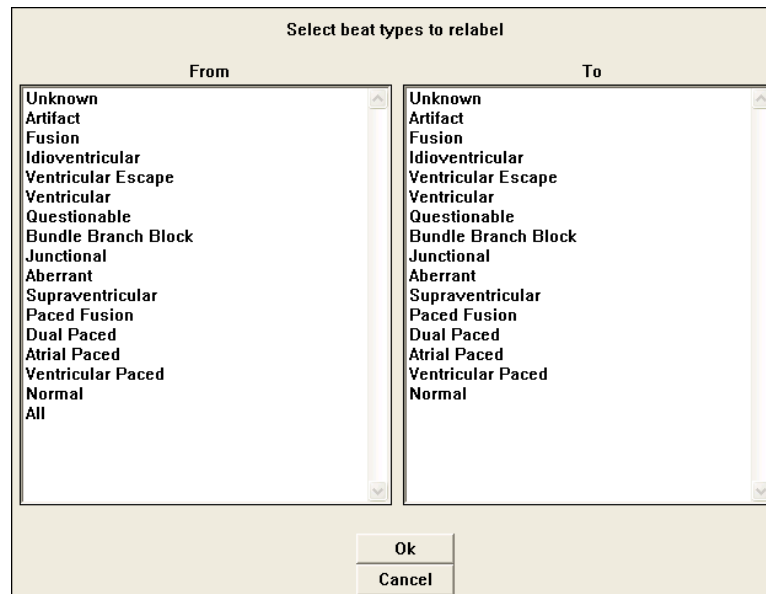 Select beat types to relabel
From
Unknown
Artifact
Fusion
Idioventricular
Ventricular Escape
Ventricular
Questionable
Bundle Branch Block
Junctional
Aberrant
Supraventricular
Paced Fusion
Dual Paced
Atrial Paced
Ventricular Paced
Normal
All
To
Unknown
Artifact
Fusion
Idioventricular
Ventricular Escape
Ventricular
Questionable
Bundle Branch Block
Junctional
Aberrant
Supraventricular
Paced Fusion
Dual Paced
Atrial Paced
Ventricular Paced
Normal
Ok
Cancel